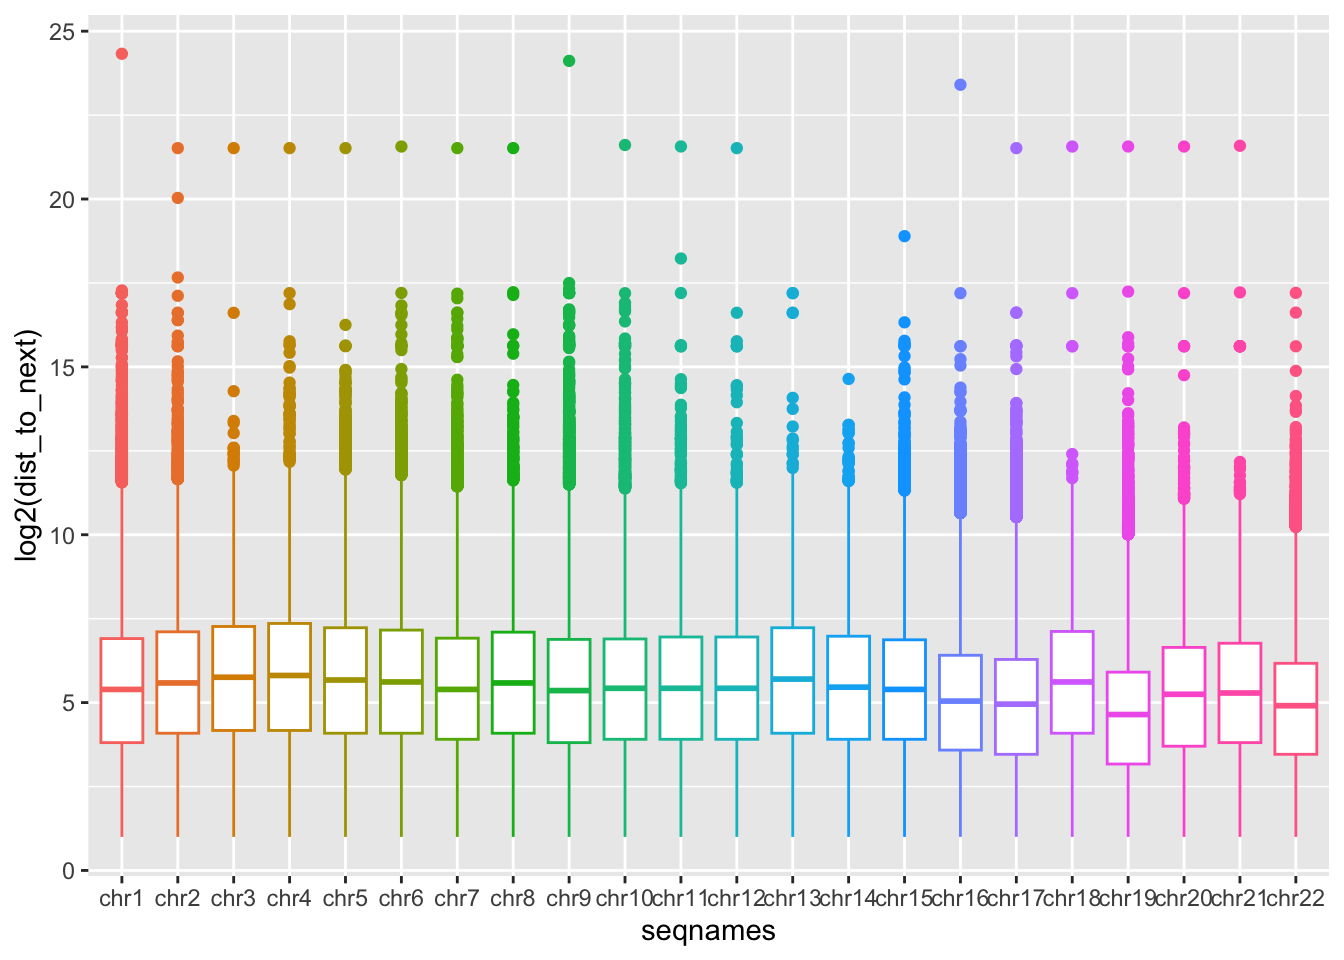 25
20
15
10
5
0
log2(dist_to_next)
chr1 chr2 chr3 chr4 chr5 chr6 chr7 chr8 chr9 chr10 chr11 chr12 chr13 chr14 chr15 chr16 chr17 chr18 chr19 chr20 chr21 chr22
seqnames